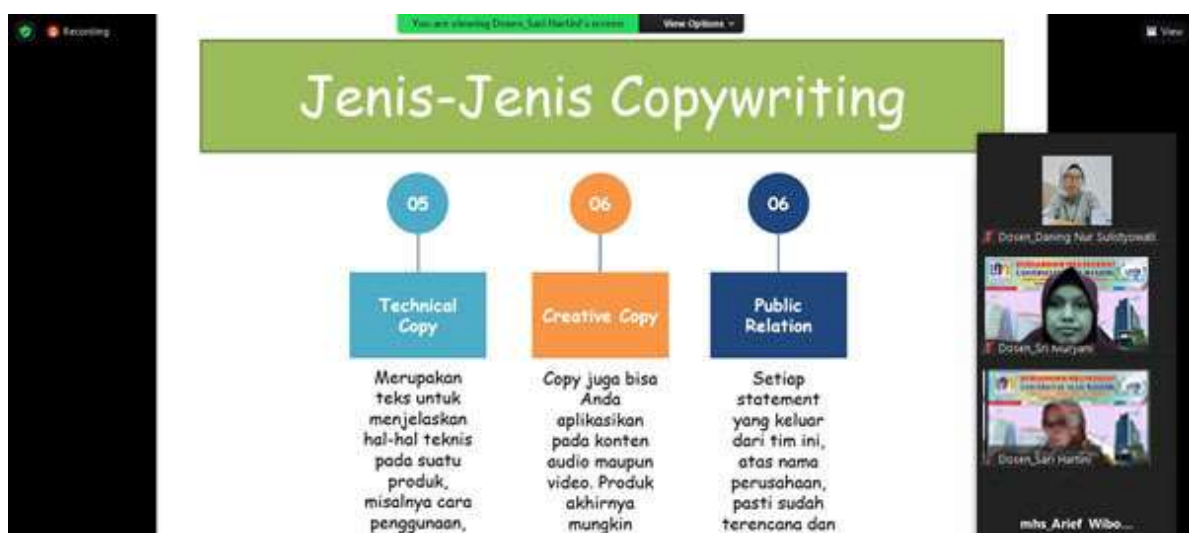 Recording
You are viewing Dosen_Sari Hartini's screen
View Options
View
Jenis-Jenis Copywriting
05
06
06
Technical
Copy
Creative Copy
Public
Relation
Merupakan
teks untuk
menjelaskan
hal-hal teknis
pada suatu
produk,
misalnya cara
penggunaan,
Copy juga bisa
Anda
aplikasikan
pada konten
audio maupun
video. Produk
akhirnya
mungkin
Setiap
statement
yang keluar
dari tim ini,
atas nama
perusahaan,
pasti sudah
terencana dan
Dosen_Daning Nur Sulistyowati
Dosen_Sri Muryani
Dosen_Sari Hartini
mhs_Arief Wibo...